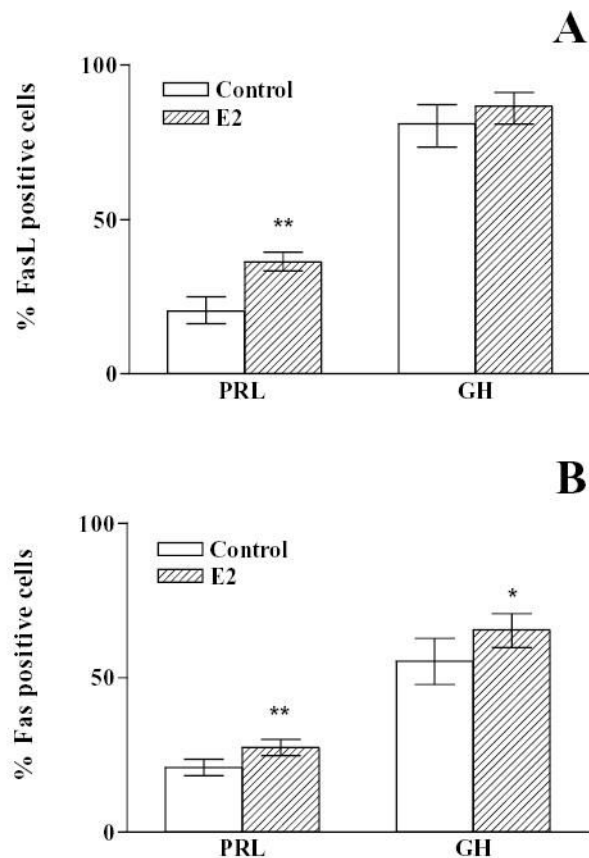 A
100
Control
E2
% FasL positive cells
**
50
0
PRL GH
B
100
Control
E2
% Fas positive cells
*
50
**
0
PRL GH